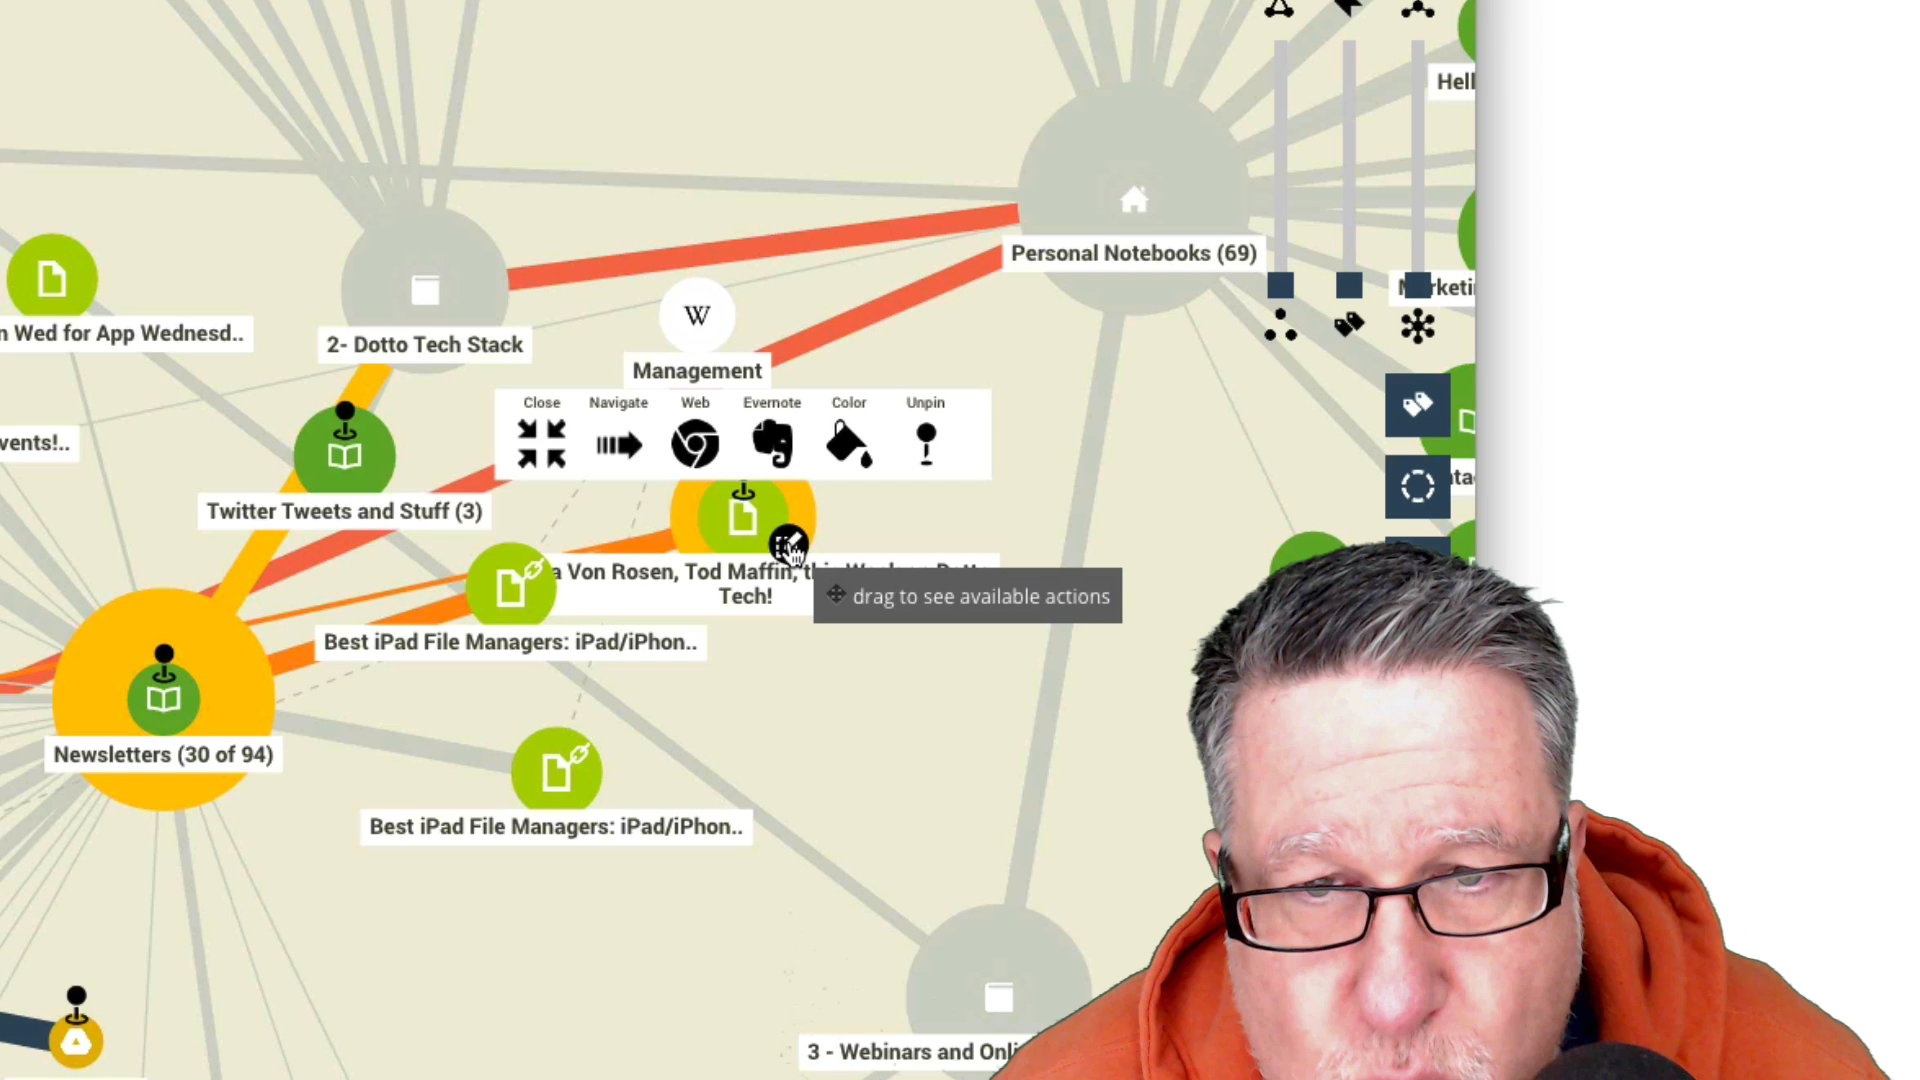 Hell
Personal Notebooks (69)
n Wed for App Wednesd..
2- Dotto Tech Stack
W
Management
Close Navigate Web Evernote Color Unpin
vents!..
Twitter Tweets and Stuff (3)
a Von Rosen, Tod Maffin,
Tech!
drag to see available actions
Best iPad File Managers: iPad/iPhon..
Newsletters (30 of 94)
Best iPad File Managers: iPad/iPhon..
3 - Webinars and Onli